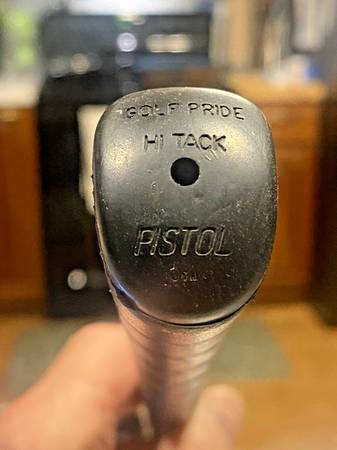 GOLF PRIDE
HI TACK
PISTOL